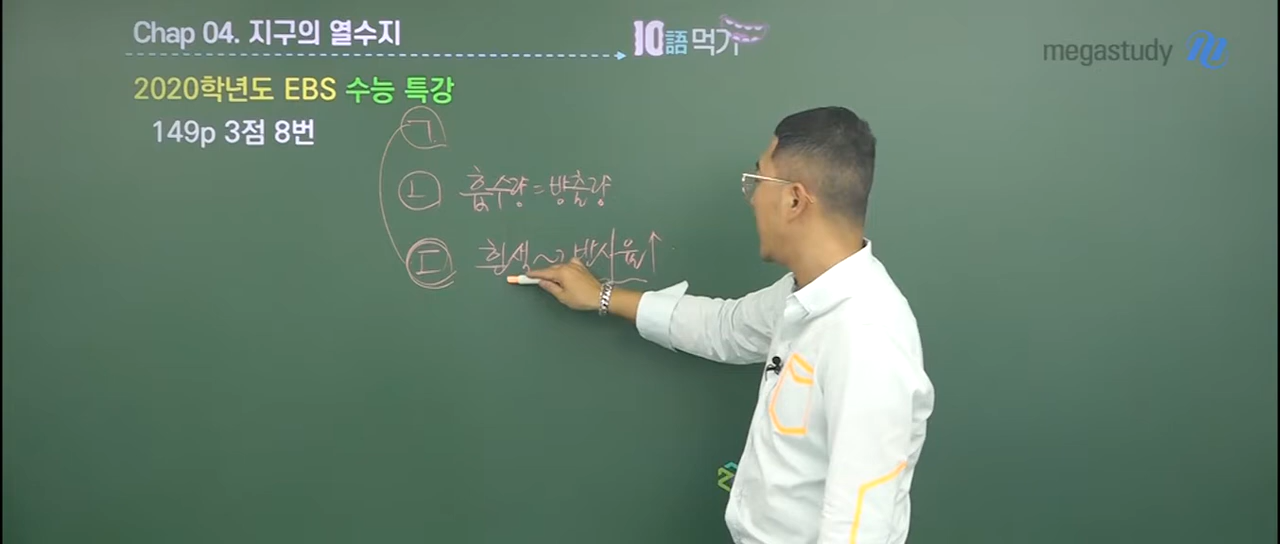 Chap 04. 지구의 열수지
10語 먹기
megastudy
2020학년도 EBS 수능 특강
149p 3점 8번
ㄱ
ㄴ 흡수량 = 방출량
ㄷ 흰색 ~ 반사율 ↑